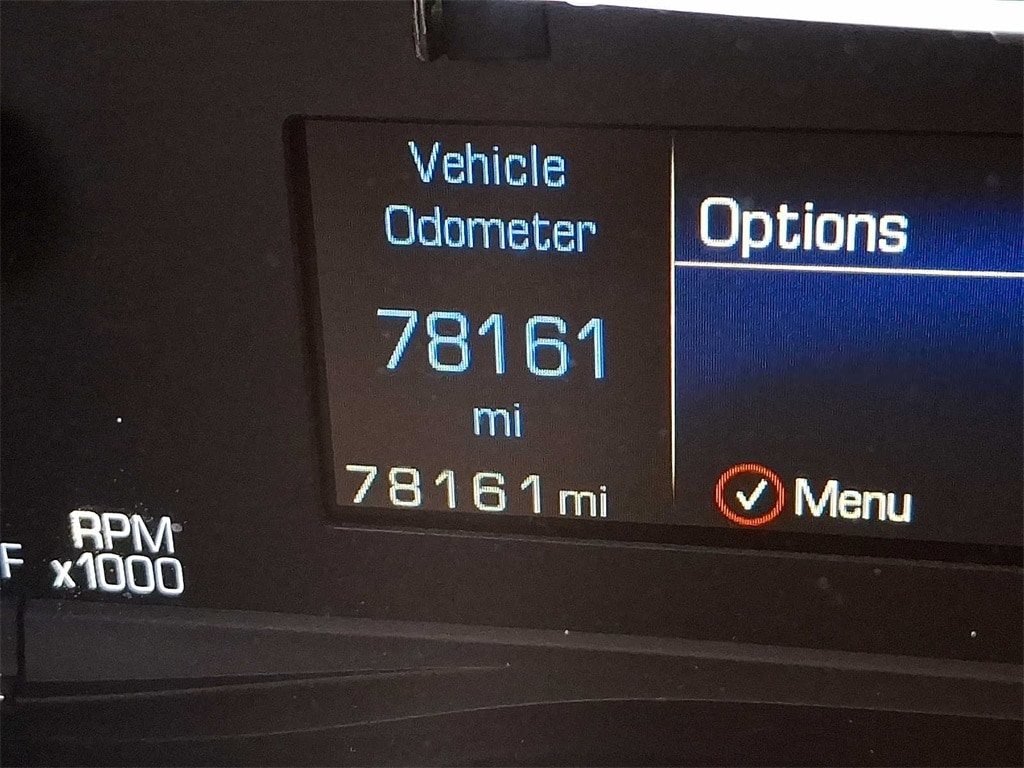 Vehicle
Odometer
78161
mi
78161 mi
Options
Menu
RPM
x1000
F